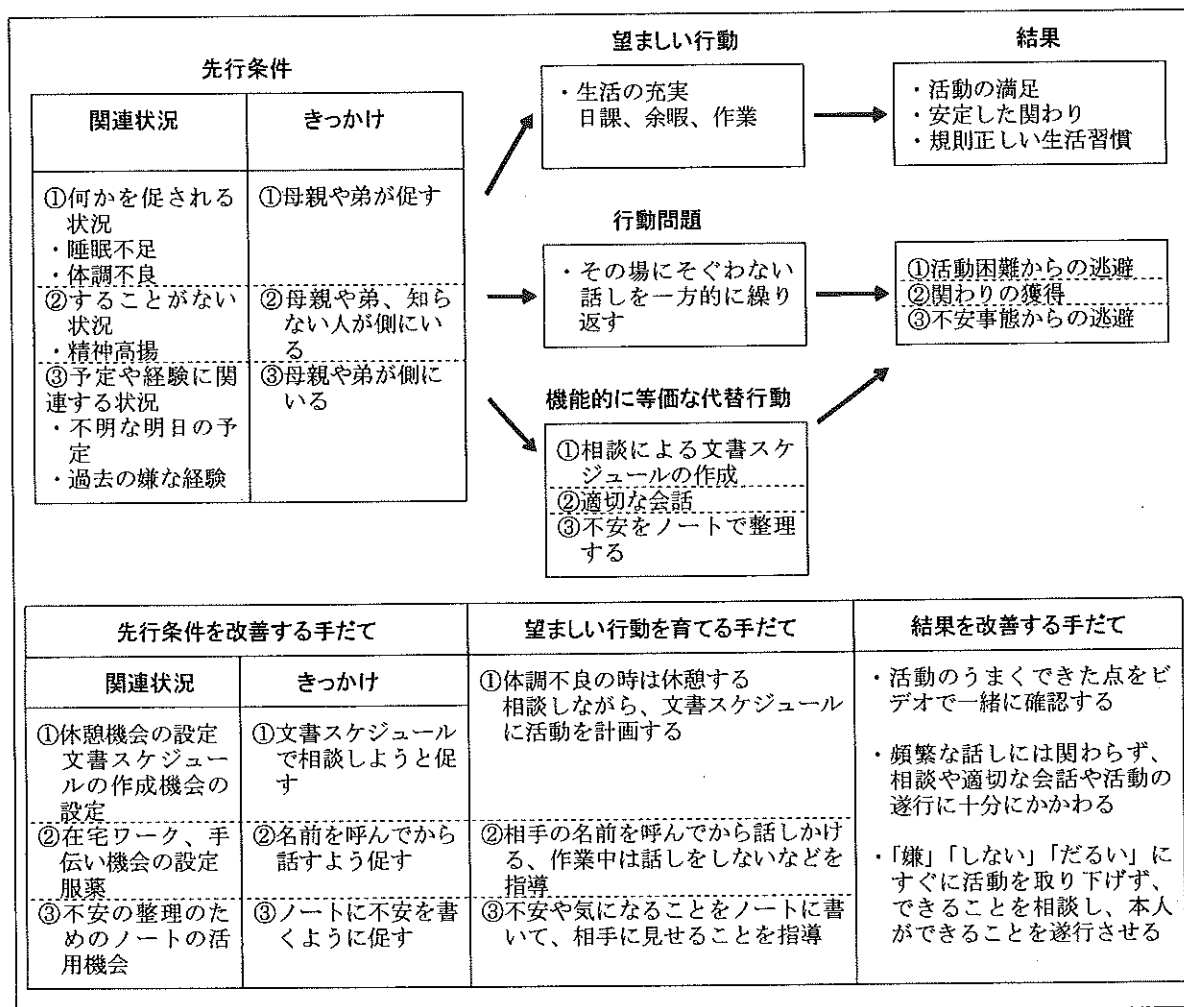 先行条件
関連状況
きっかけ
①何かを促される
状況
・睡眠不足
・体調不良
①母親や弟が促す
②することがない
状況
・精神高揚
②母親や弟、知ら
ない人が側にい
る
③予定や経験に関
連する状況
・不明な明日の予
定
・過去の嫌な経験
③母親や弟が側に
いる
望ましい行動
・生活の充実
日課、余暇、作業
結果
・活動の満足
・安定した関わり
・規則正しい生活習慣
行動問題
・その場にそぐわない
話しを一方的に繰り
返す
①活動困難からの逃避
②関わりの獲得
③不安事態からの逃避
機能的に等価な代替行動
①相談による文書スケ
ジュールの作成
②適切な会話
③不安をノートで整理
する
先行条件を改善する手だて
望ましい行動を育てる手だて
結果を改善する手だて
関連状況
きっかけ
①休憩機会の設定
文書スケジュー
ルの作成機会の
設定
①文書スケジュール
で相談しようと促
す
①体調不良の時は休憩する
相談しながら、文書スケジュール
に活動を計画する
②在宅ワーク、手
伝い機会の設定
服薬
②名前を呼んでから
話すよう促す
②相手の名前を呼んでから話しかけ
る、作業中は話しをしないなどを
指導
③不安の整理のた
めのノートの活
用機会
③ノートに不安を書
くように促す
③不安や気になることをノートに書
いて、相手に見せることを指導
・活動のうまくできた点をビ
デオで一緒に確認する
・頻繁な話しには関わらず、
相談や適切な会話や活動の
遂行に十分にかかわる
・「嫌」「しない」「だるい」に
すぐに活動を取り下げず、
できることを相談し、本人
ができることを遂行させる